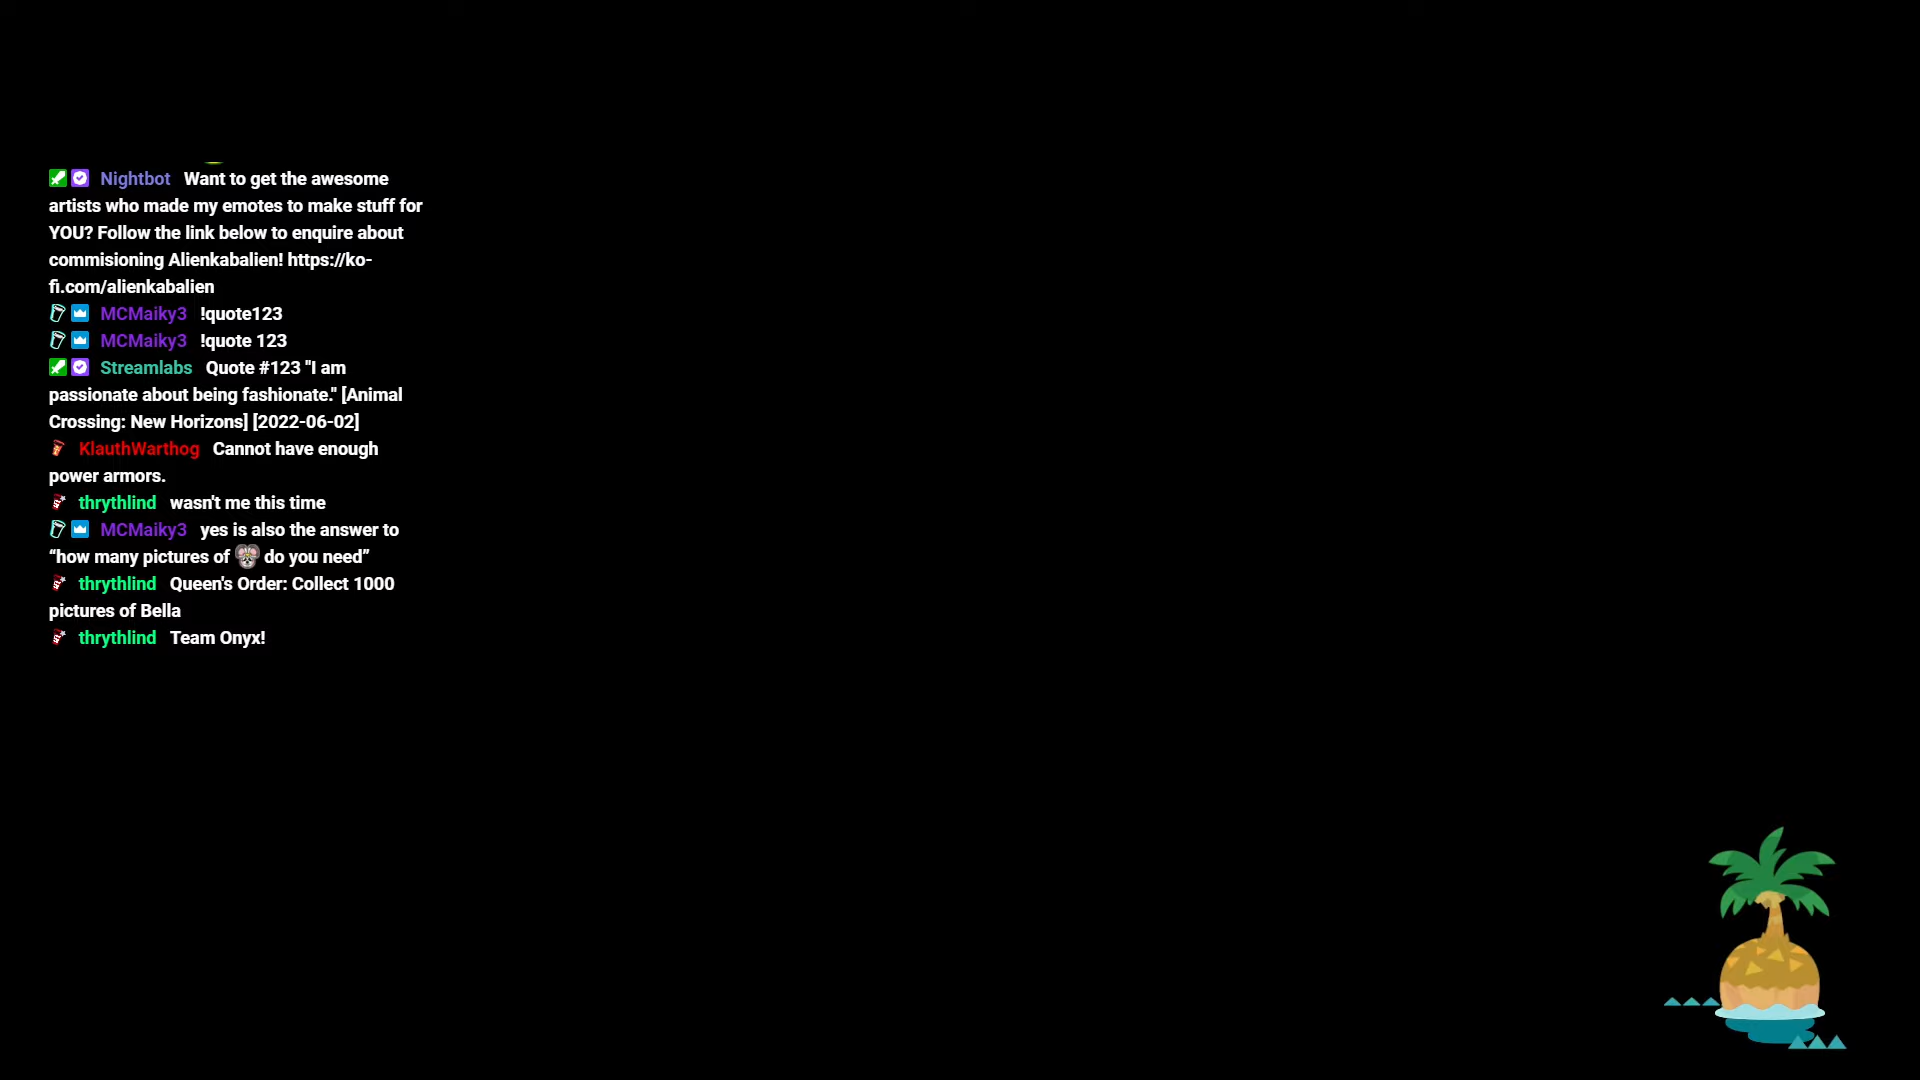 Nightbot Want to get the awesome
artists who made my emotes to make stuff for
YOU? Follow the link below to enquire about
commisioning Alienkabalien! https://ko-
fi.com/alienkabalien
MCMaiky3 !quote123
MCMaiky3 !quote 123
Streamlabs Quote #123 "I am
passionate about being fashionate." [Animal
Crossing: New Horizons] [2022-06-02]
KlauthWarthog Cannot have enough
power armors.
thrythlind wasn't me this time
MCMaiky3 yes is also the answer to
“how many pictures of do you need”
thrythlind Queen's Order: Collect 1000
pictures of Bella
thrythlind Team Onyx!